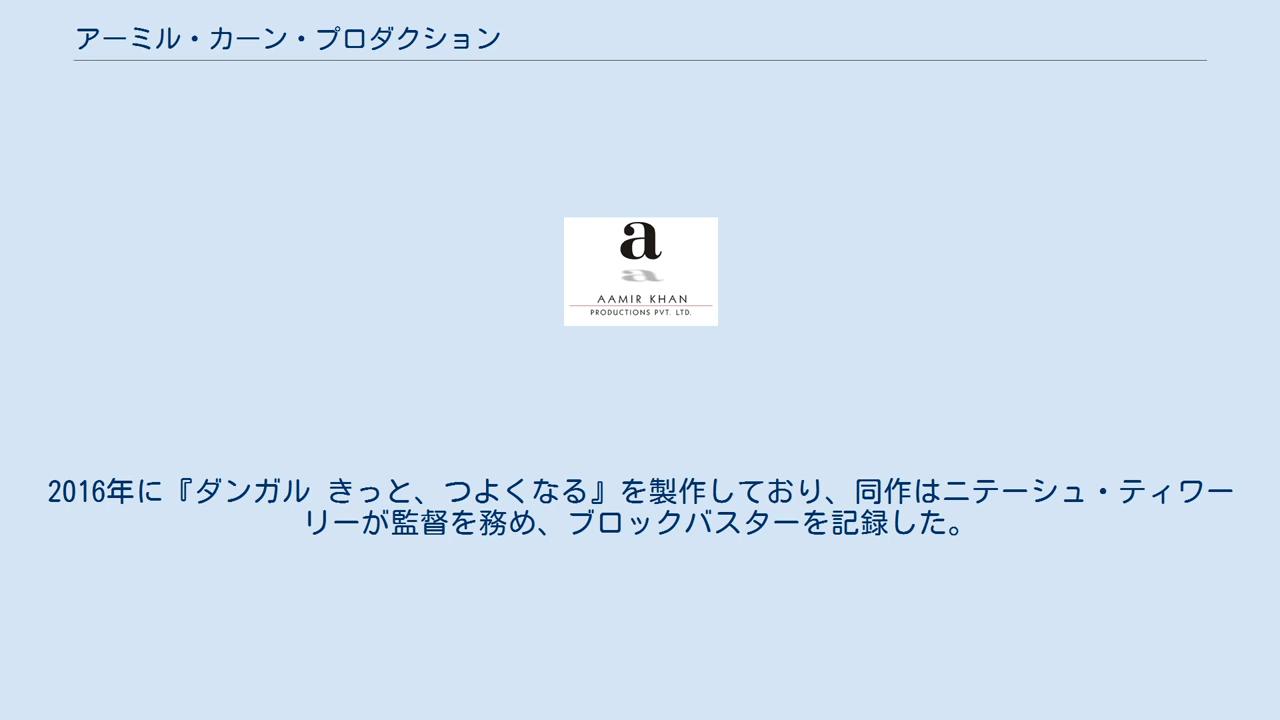 アーミル・カーン・プロダクション
a
AAMIR KHAN
PRODUCTIONS PVT. LTD.
2016年に『ダンガル きっと、つよくなる』を製作しており、同作はニテーシュ・ティワー
リーが監督を務め、ブロックバスターを記録した。